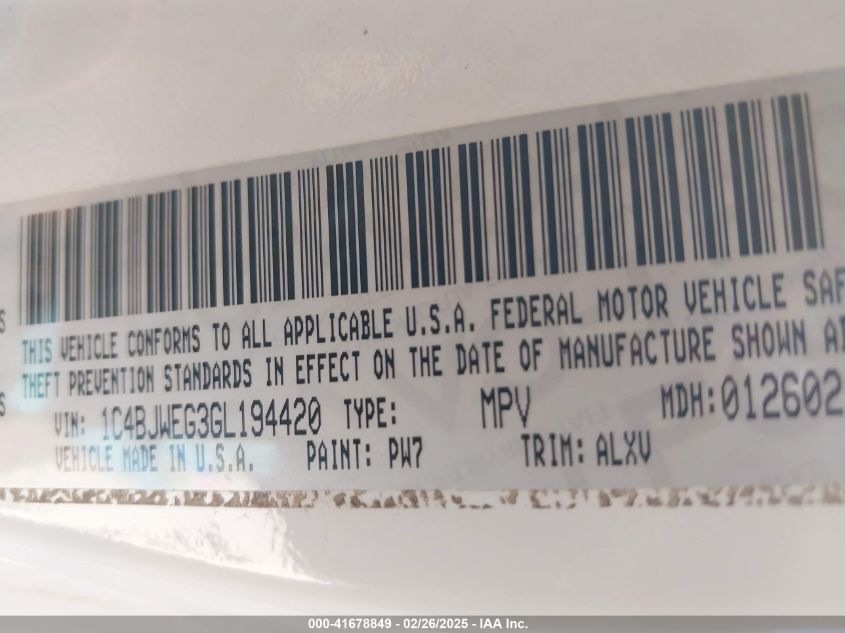 THIS VEHICLE CONFORMS TO ALL APPLICABLE U.S.A. FEDERAL MOTOR VEHICLE SAF
THEFT PREVENTION STANDARDS IN EFFECT ON THE DATE OF MANUFACTURE SHOWN
VIN: 1C4BJWEG3GL194420 TYPE: MPV MDH: 012602
VEHICLE MADE IN U.S.A. PAINT: PW7 TRIM: ALXV
000-41678849 - 02/26/2025 - IAA Inc.